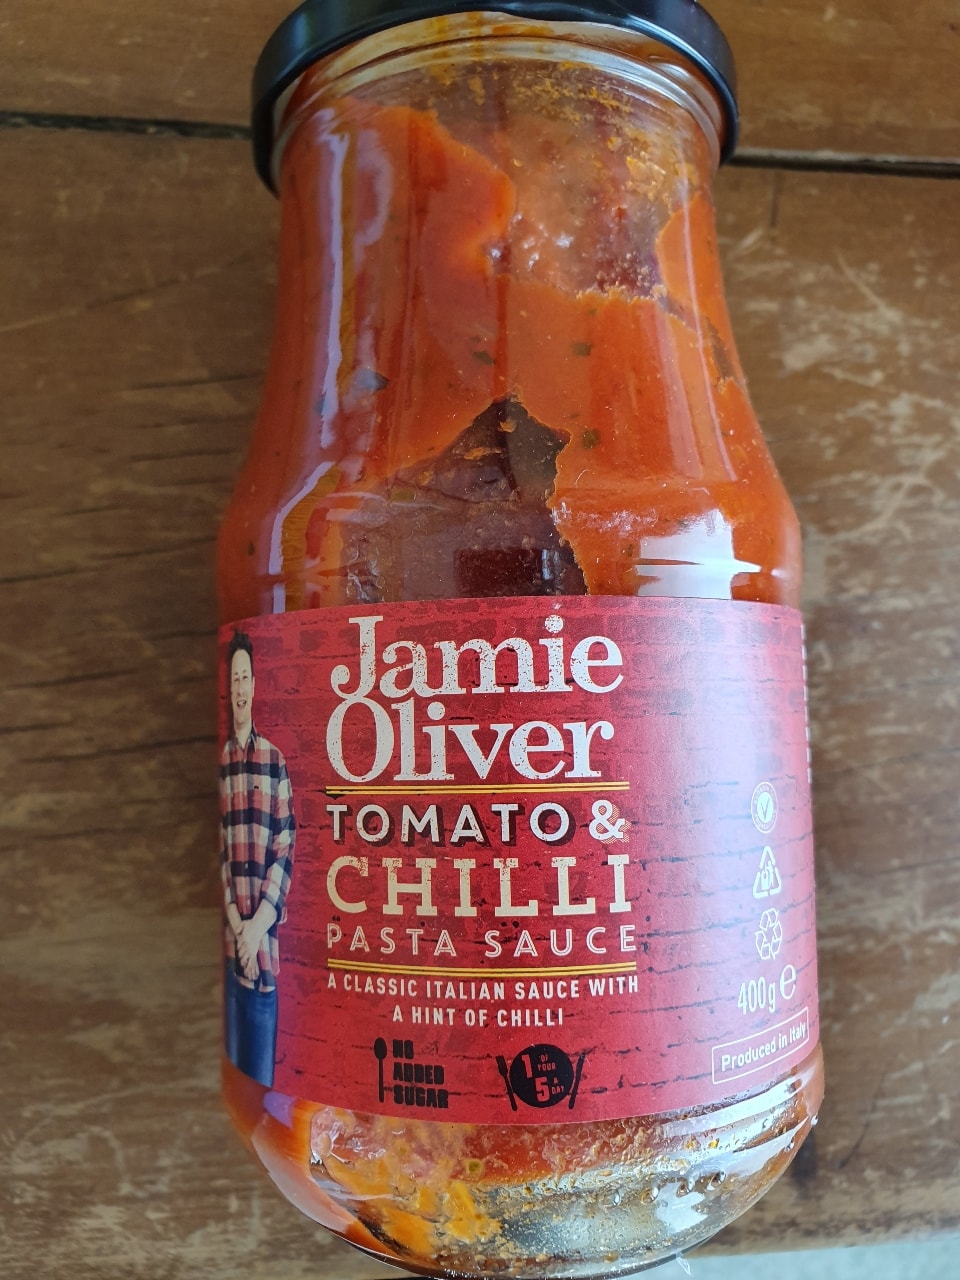 Jamie
Oliver
TOMATO &
CHILLI
PASTA SAUCE
A CLASSIC ITALIAN SAUCE WITH
A HINT OF CHILLI
NO
ADDED
SUGAR
1 OF YOUR
5 A DAY
400g e
Produced in Italy